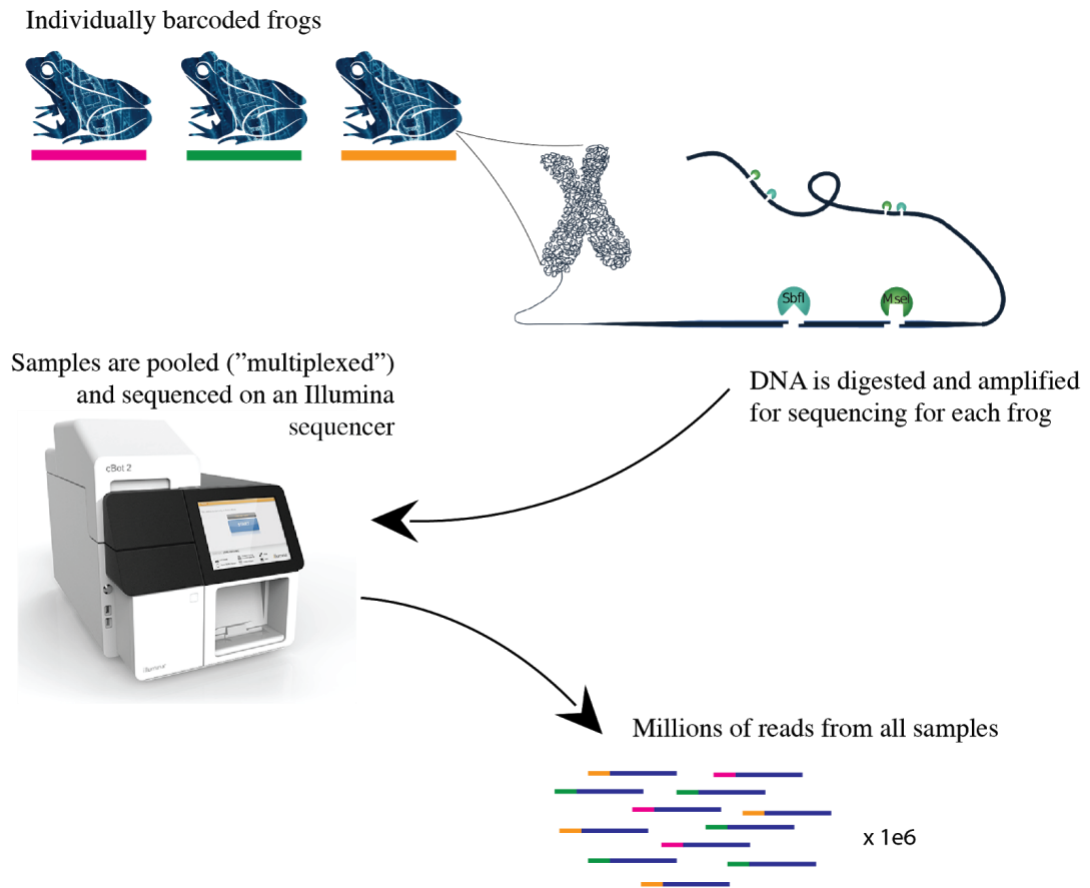 Individually barcoded frogs
SbfI
MseI
Samples are pooled (”multiplexed”)
and sequenced on an Illumina
sequencer
DNA is digested and amplified
for sequencing for each frog
cBot 2
illumina
Millions of reads from all samples
x 1e6